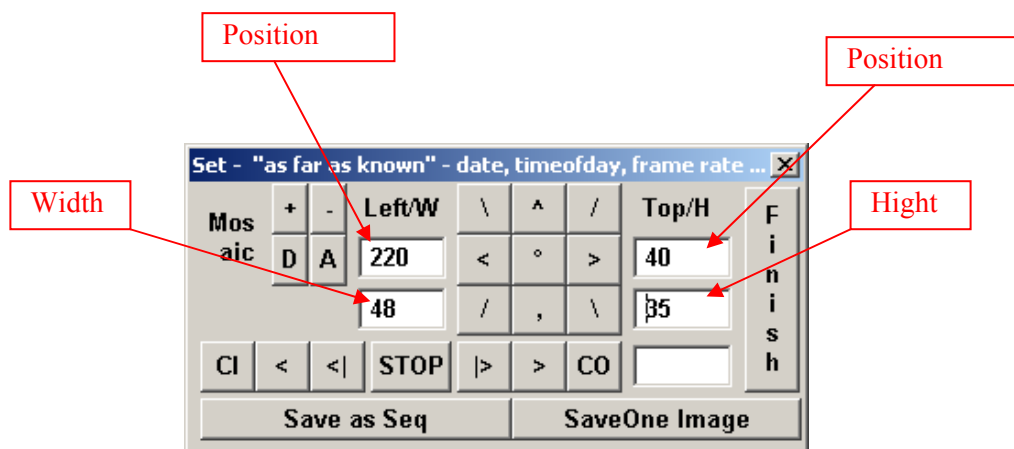 Position
Position
Set - "as far as known" - date, timeofday, frame rate ...
Width
Hight
Mos
aic
+ - Left/W \ ^ / Top/H
D A 220 < ° > 40
48 / , \ 35
CI < <| STOP |> > CO
Finish
Save as Seq SaveOne Image